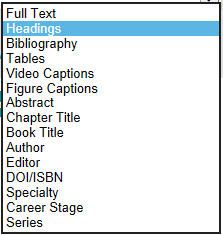 Full Text
Headings
Bibliography
Tables
Video Captions
Figure Captions
Abstract
Chapter Title
Book Title
Author
Editor
DOI/ISBN
Specialty
Career Stage
Series